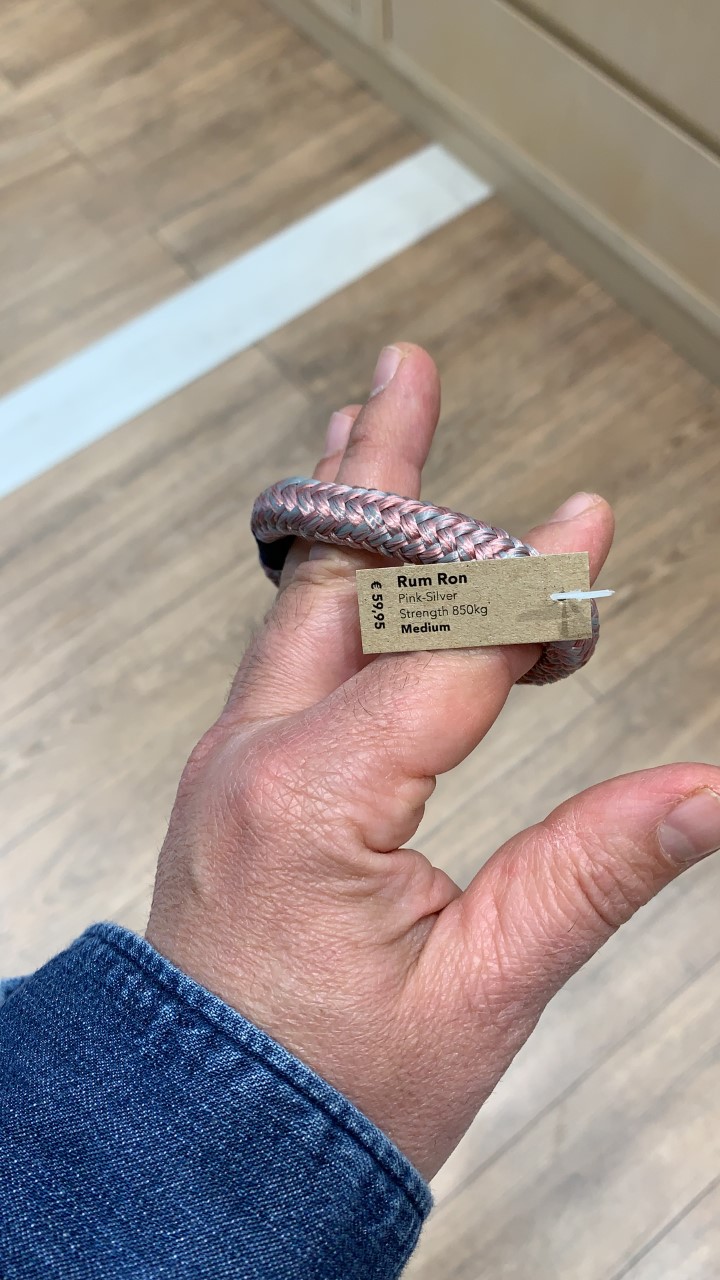 € 59,95
Rum Ron
Pink-Silver
Strength 850kg
Medium